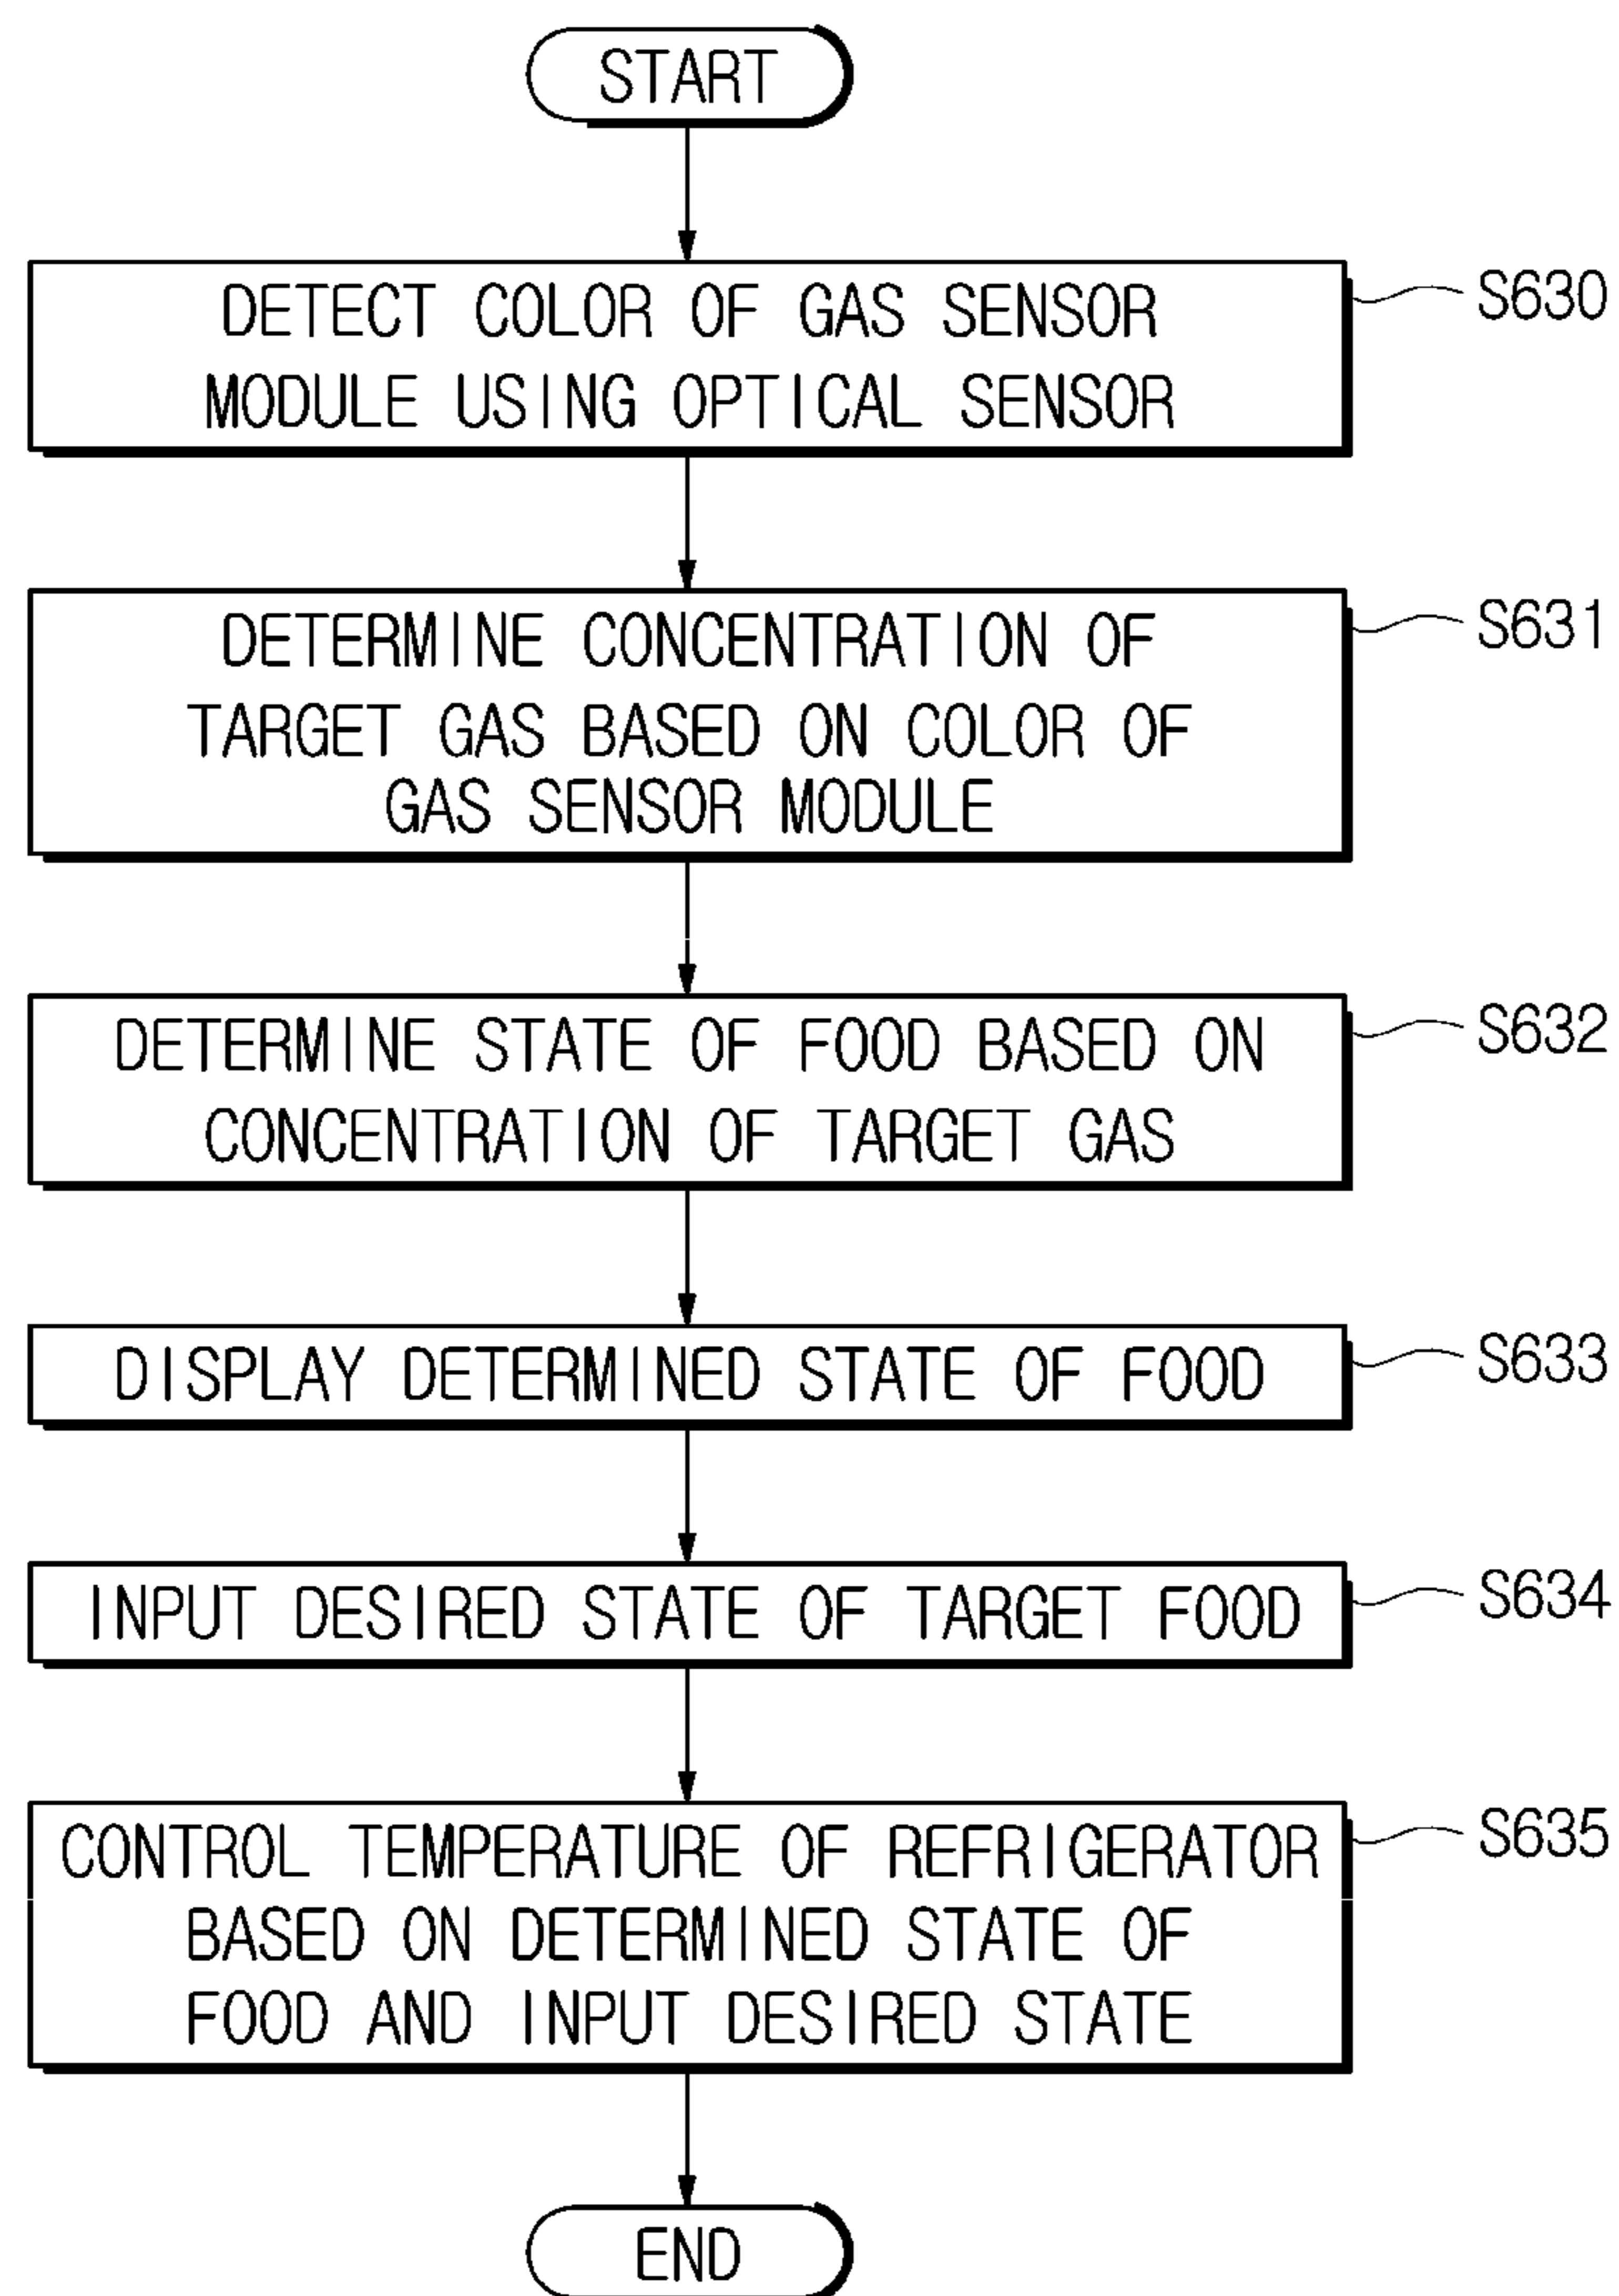 START
DETECT COLOR OF GAS SENSOR
MODULE USING OPTICAL SENSOR
S630
DETERMINE CONCENTRATION OF
TARGET GAS BASED ON COLOR OF
GAS SENSOR MODULE
S631
DETERMINE STATE OF FOOD BASED ON
CONCENTRATION OF TARGET GAS
S632
DISPLAY DETERMINED STATE OF FOOD
S633
INPUT DESIRED STATE OF TARGET FOOD
S634
CONTROL TEMPERATURE OF REFRIGERATOR
BASED ON DETERMINED STATE OF
FOOD AND INPUT DESIRED STATE
S635
END